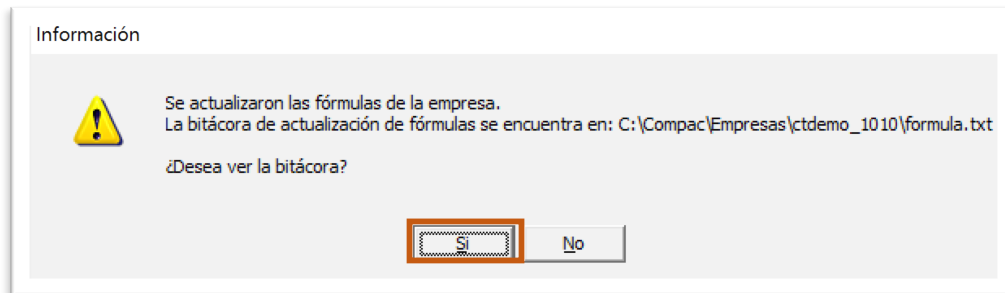 Información
Se actualizaron las fórmulas de la empresa.
La bitácora de actualización de fórmulas se encuentra en: C:\Compac\Empresas\ctdemo_1010\formula.txt
¿Desea ver la bitácora?
Si No